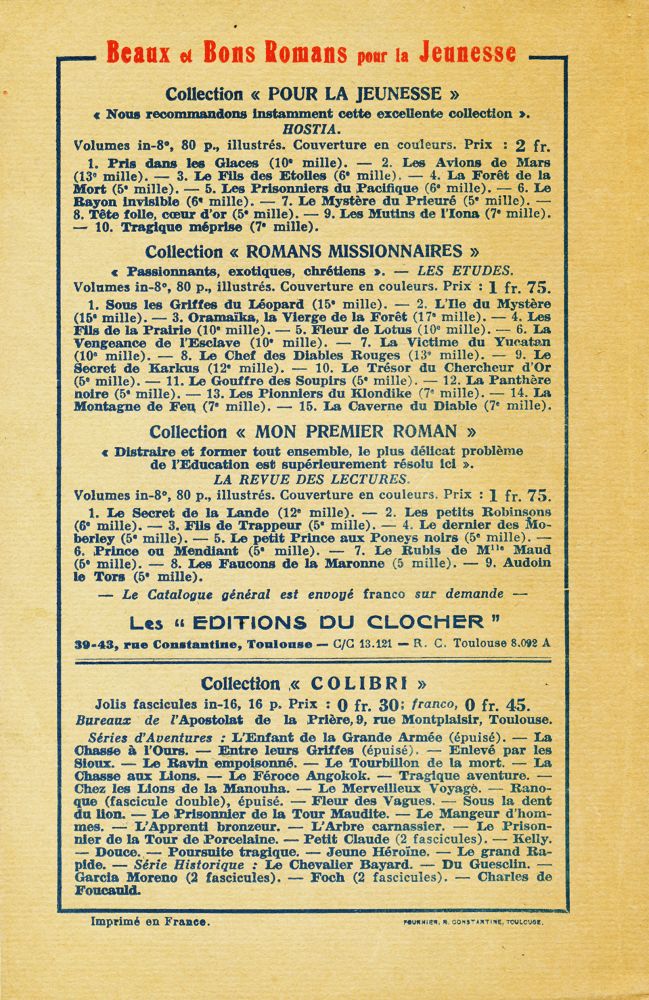 Beaux et Bons Romans pour la Jeunesse
Collection « POUR LA JEUNESSE »
« Nous recommandons instamment cette excellente collection ».
HOSTIA.
Volumes in-8°, 80 p., illustrés. Couverture en couleurs. Prix : 2 fr.
1. Pris dans les Glaces (10e mille). — 2. Les Avions de Mars
(13e mille). — 3. Le Fils des Etoiles (6e mille). — 4. La Forêt de la
Mort (5e mille). — 5. Les Prisonniers du Pacifique (6e mille). — 6. Le
Rayon invisible (6e mille). — 7. Le Mystère du Prieuré (5e mille). —
8. Tête folle, cœur d'or (5e mille). — 9. Les Mutins de l'Iona (7e mille).
— 10. Tragique méprise (7e mille).
Collection « ROMANS MISSIONNAIRES »
« Passionnants, exotiques, chrétiens ». — LES ETUDES.
Volumes in-8°, 80 p., illustrés. Couverture en couleurs. Prix : 1 fr. 75.
1. Sous les Griffes du Léopard (15e mille). — 2. L'Ile du Mystère
(15e mille). — 3. Oramaïka, la Vierge de la Forêt (17e mille). — 4. Les
Fils de la Prairie (10e mille). — 5. Fleur de Lotus (10e mille). — 6. La
Vengeance de l'Esclave (10e mille). — 7. La Victime du Yucatan
(10e mille). — 8. Le Chef des Diables Rouges (13e mille). — 9. Le
Secret de Karkus (12e mille). — 10. Le Trésor du Chercheur d'Or
(5e mille). — 11. Le Gouffre des Soupirs (5e mille). — 12. La Panthère
noire (5e mille). — 13. Les Pionniers du Klondike (7e mille). — 14. La
Montagne de Feu (7e mille). — 15. La Caverne du Diable (7e mille).
Collection « MON PREMIER ROMAN »
« Distraire et former tout ensemble, le plus délicat problème
de l'Education est supérieurement résolu ici ».
LA REVUE DES LECTURES.
Volumes in-8°, 80 p., illustrés. Couverture en couleurs. Prix : 1 fr. 75.
1. Le Secret de la Lande (12e mille). — 2. Les petits Robinsons
(6e mille). — 3. Fils de Trappeur (5e mille). — 4. Le dernier des Mo-
berley (5e mille). — 5. Le petit Prince aux Poneys noirs (5e mille). —
6. Prince ou Mendiant (5e mille). — 7. Le Rubis de Mlle Maud
(5e mille). — 8. Les Faucons de la Maronne (5 mille). — 9. Audoin
le Tors (5e mille).
— Le Catalogue général est envoyé franco sur demande —
Les " EDITIONS DU CLOCHER "
39-43, rue Constantine, Toulouse — C/C 13.121 — R. C. Toulouse 8.092 A
Collection « COLIBRI »
Jolis fascicules in-16, 16 p. Prix : 0 fr. 30; franco, 0 fr. 45.
Bureaux de l'Apostolat de la Prière, 9, rue Montplaisir, Toulouse.
Séries d'Aventures : L'Enfant de la Grande Armée (épuisé). — La
Chasse à l'Ours. — Entre leurs Griffes (épuisé). — Enlevé par les
Sioux. — Le Ravin empoisonné. — Le Tourbillon de la mort. — La
Chasse aux Lions. — Le Féroce Angokok. — Tragique aventure. —
Chez les Lions de la Manouha. — Le Merveilleux Voyage. — Rano-
que (fascicule double), épuisé. — Fleur des Vagues. — Sous la dent
du lion. — Le Prisonnier de la Tour Maudite. — Le Mangeur d'hom-
mes. — L'Apprenti bronzeur. — L'Arbre carnassier. — Le Prison-
nier de la Tour de Porcelaine. — Petit Claude (2 fascicules). — Kelly.
— Douce. — Poursuite tragique. — Jeune Héroïne. — Le grand Ra-
pide. — Série Historique : Le Chevalier Bayard. — Du Guesclin. —
Garcia Moreno (2 fascicules). — Foch (2 fascicules). — Charles de
Foucauld.
Imprimé en France.
FOURNIER, R. CONSTANTINE, TOULOUSE.